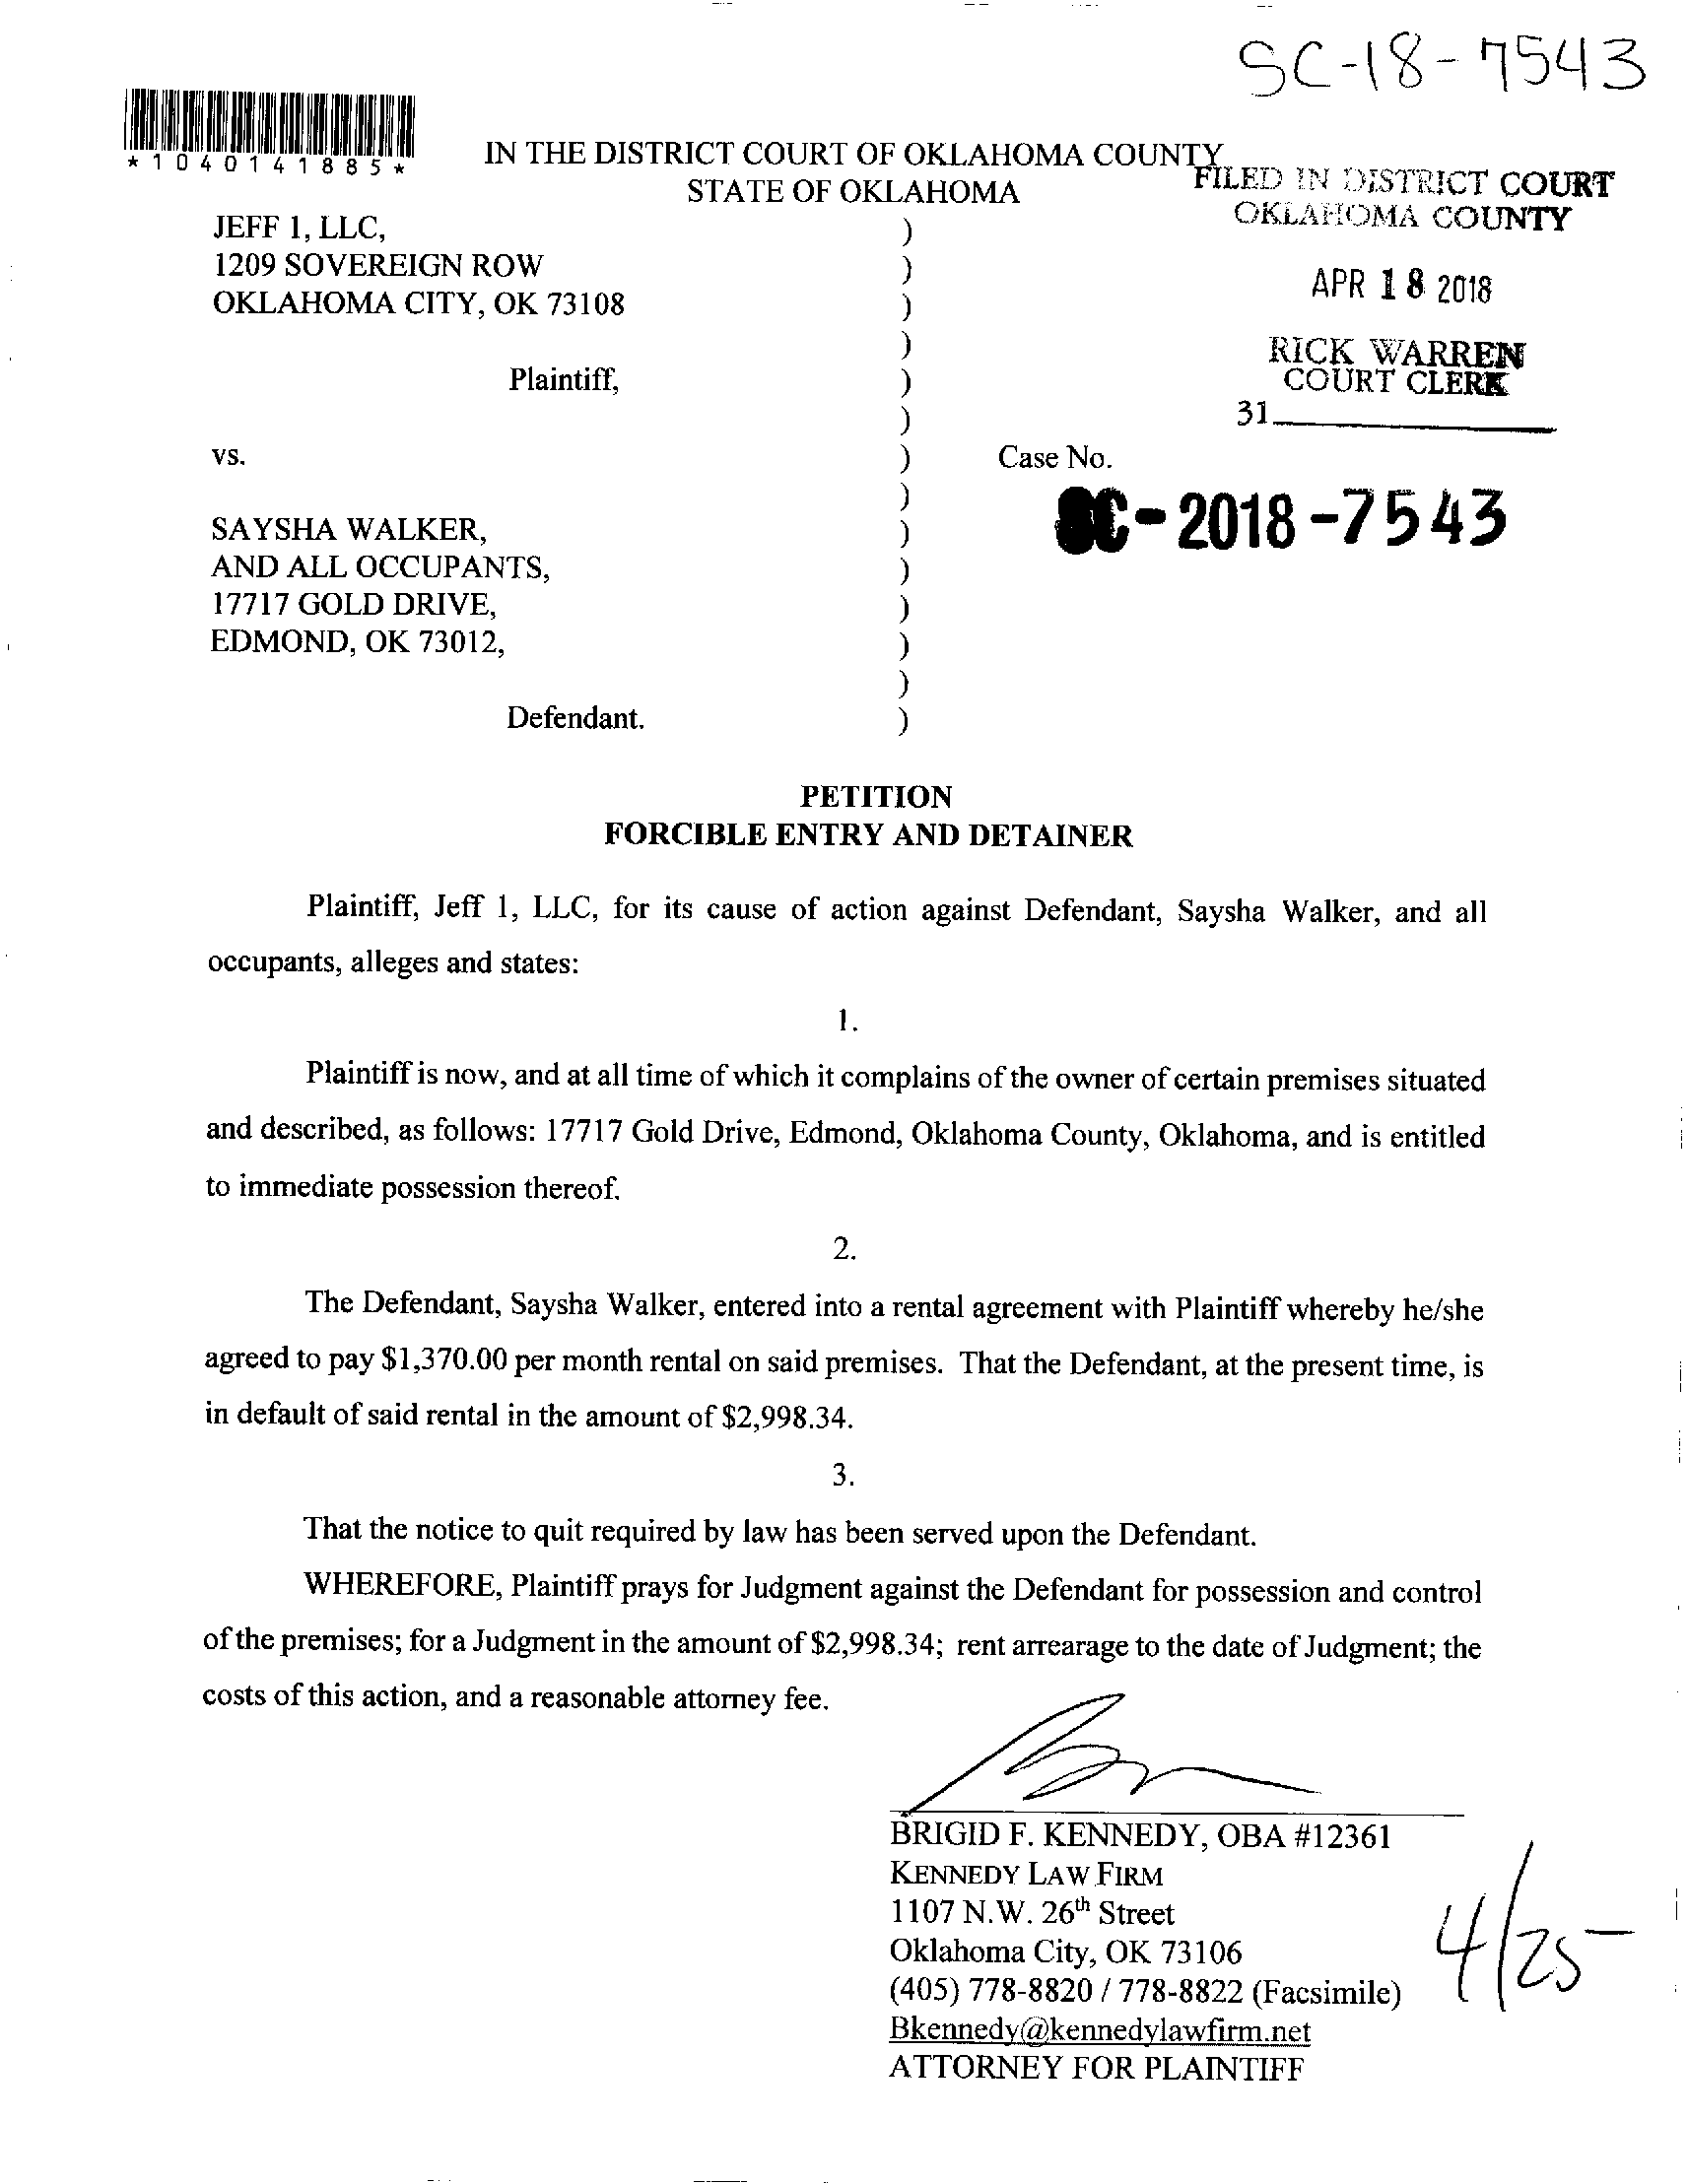 SC-18-7543
*1040141885*
IN THE DISTRICT COURT OF OKLAHOMA COUNTY
STATE OF OKLAHOMA
FILED IN DISTRICT COURT
OKLAHOMA COUNTY
APR 18 2018
RICK WARREN
COURT CLERK
31
JEFF 1, LLC, )
1209 SOVEREIGN ROW )
OKLAHOMA CITY, OK 73108 )
)
Plaintiff, )
)
vs. ) Case No.
)
SC-2018-7543
SAYSHA WALKER, )
AND ALL OCCUPANTS, )
17717 GOLD DRIVE, )
EDMOND, OK 73012, )
)
Defendant. )
PETITION
FORCIBLE ENTRY AND DETAINER
Plaintiff, Jeff 1, LLC, for its cause of action against Defendant, Saysha Walker, and all
occupants, alleges and states:
1.
Plaintiff is now, and at all time of which it complains of the owner of certain premises situated
and described, as follows: 17717 Gold Drive, Edmond, Oklahoma County, Oklahoma, and is entitled
to immediate possession thereof.
2.
The Defendant, Saysha Walker, entered into a rental agreement with Plaintiff whereby he/she
agreed to pay $1,370.00 per month rental on said premises. That the Defendant, at the present time, is
in default of said rental in the amount of $2,998.34.
3.
That the notice to quit required by law has been served upon the Defendant.
WHEREFORE, Plaintiff prays for Judgment against the Defendant for possession and control
of the premises; for a Judgment in the amount of $2,998.34; rent arrearage to the date of Judgment; the
costs of this action, and a reasonable attorney fee.
BRIGID F. KENNEDY, OBA #12361
KENNEDY LAW FIRM
1107 N.W. 26th Street
Oklahoma City, OK 73106
(405) 778-8820 / 778-8822 (Facsimile)
Bkennedy@kennedylawfirm.net
ATTORNEY FOR PLAINTIFF
4/25